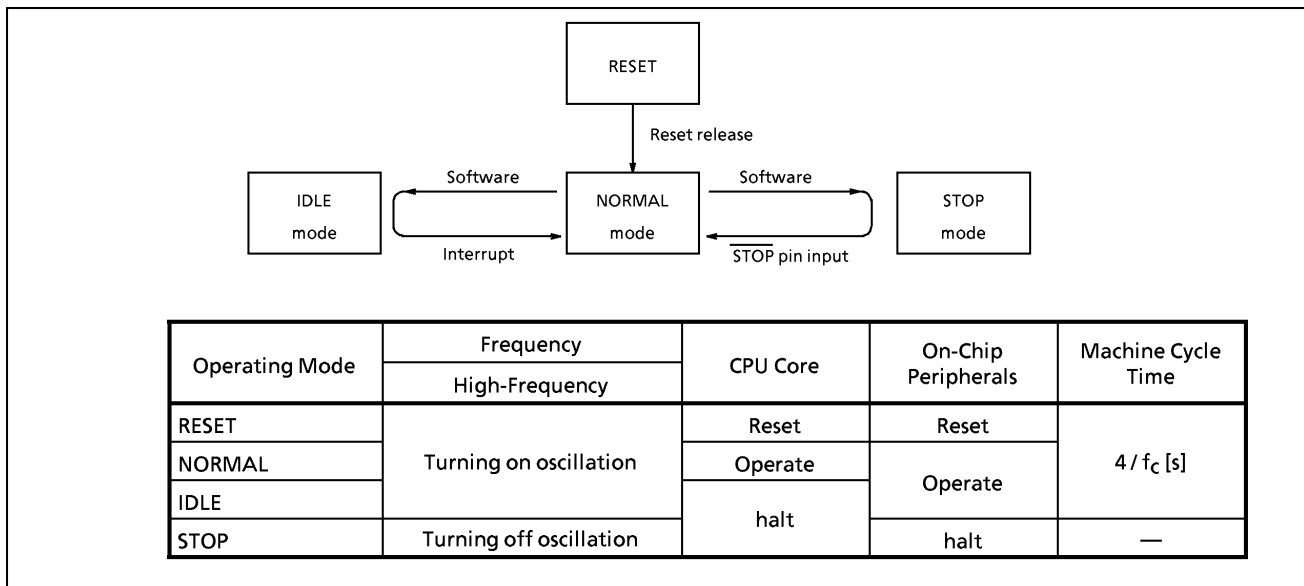 RESET
Reset release
Software
Software
IDLE
mode
NORMAL
mode
STOP
mode
Interrupt
STOP pin input
Operating Mode
Frequency
High-Frequency
CPU Core
On-Chip
Peripherals
Machine Cycle
Time
RESET
Turning on oscillation
Reset
Reset
4 / fc [s]
NORMAL
Operate
Operate
IDLE
halt
STOP
Turning off oscillation
halt
—